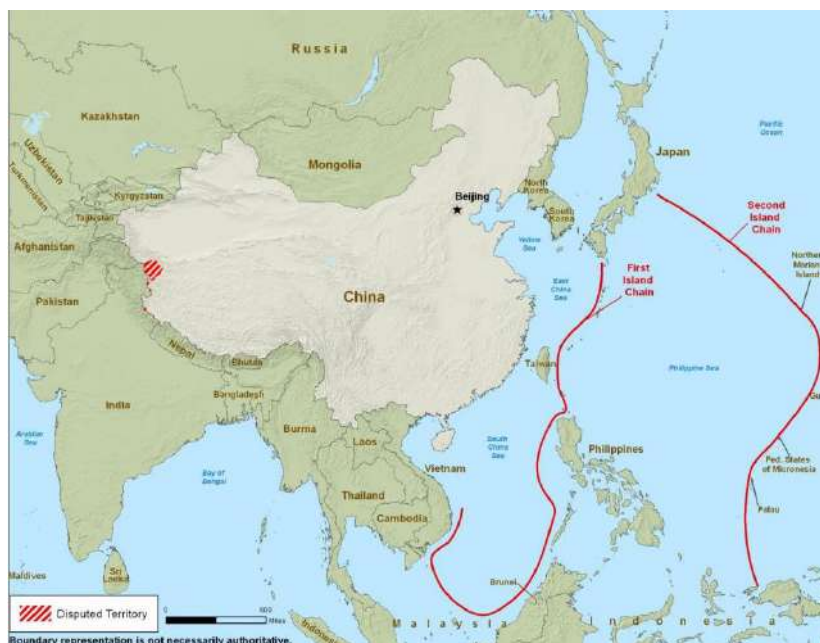 Russia
Kazakhstan
Mongolia
Uzbekistan
Turkmenistan
Kyrgyzstan
Tajikistan
Afghanistan
Pakistan
China
Beijing
North
Korea
South
Korea
Japan
Pacific
Ocean
Yellow
Sea
East
China
Sea
First
Island
Chain
Second
Island
Chain
Northern
Island
Nepal
Bhutan
Bangladesh
India
Burma
Laos
Thailand
Vietnam
Cambodia
Taiwan
Philippine Sea
Philippines
South
China
Sea
Gu
Fed. States
of Micronesia
Palau
Arabian
Sea
Bay
of
Bengal
Maldives
Sri
Lanka
Brunei
Malaysia
Indonesia
Indonesia
Disputed Territory
0
600
Miles
Boundary representation is not necessarily authoritative.